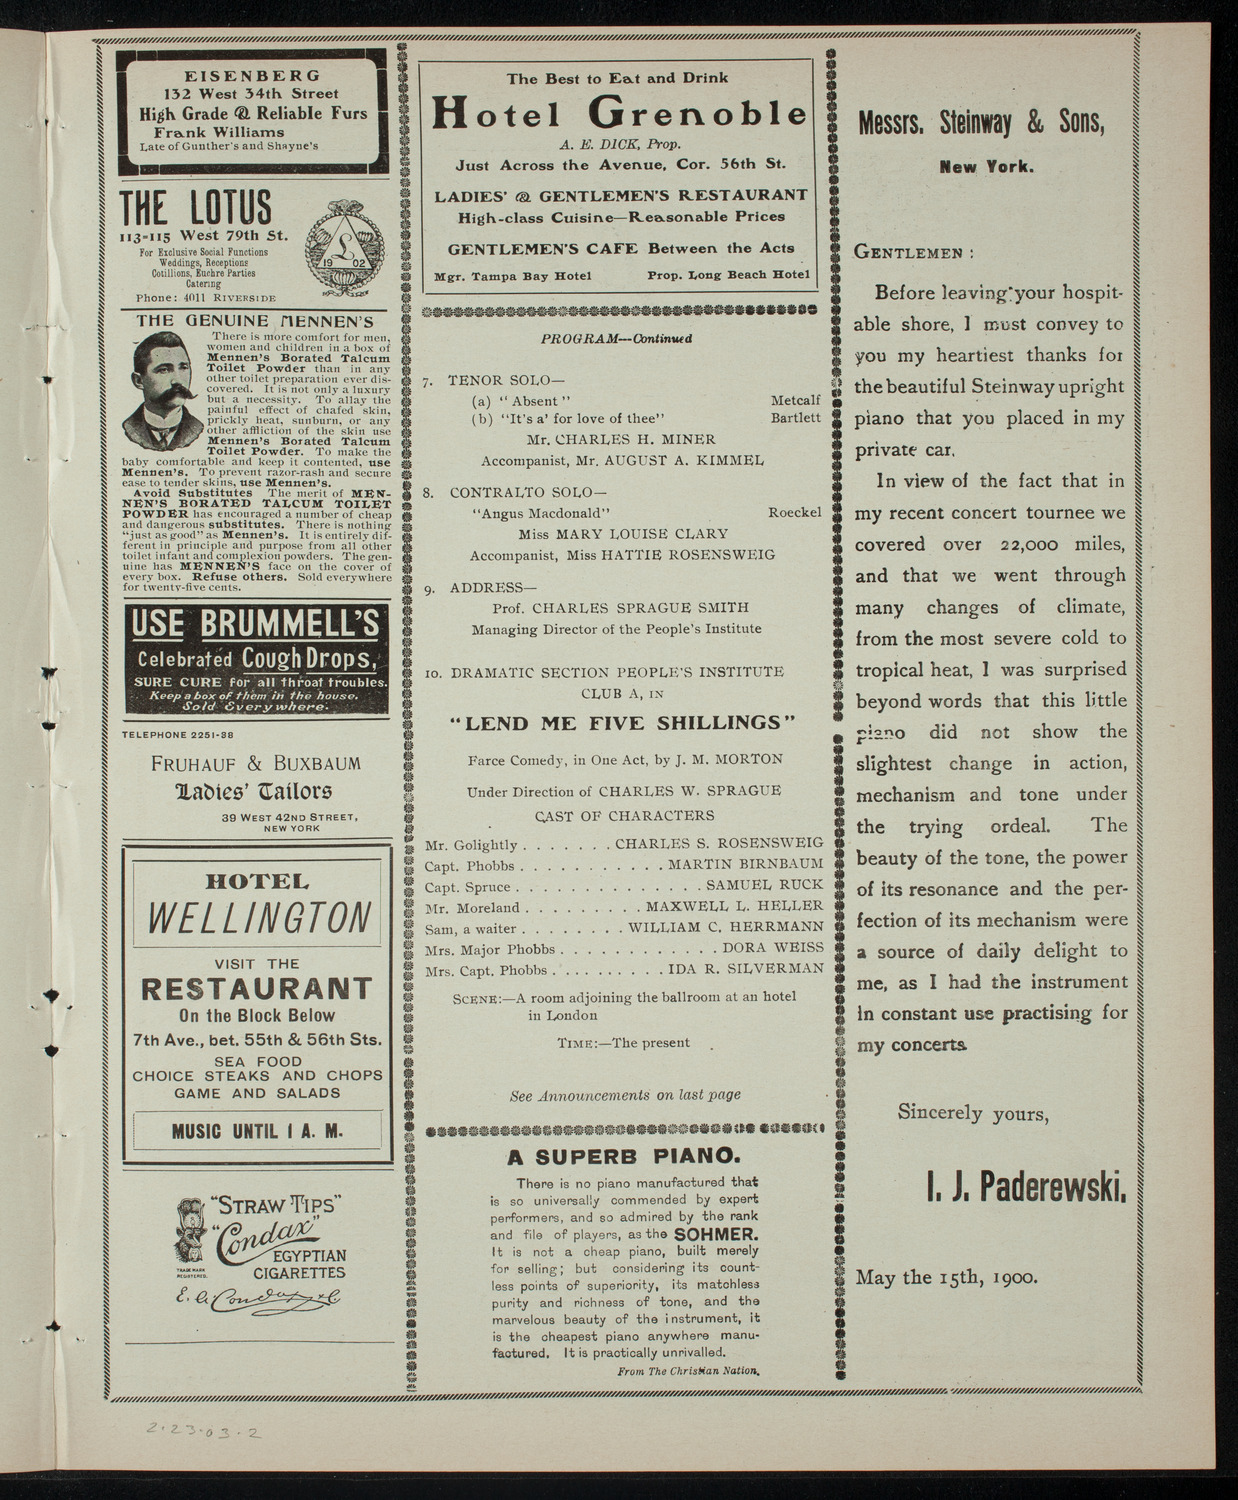 EISENBERG
132 West 34th Street
High Grade & Reliable Furs
Frank Williams
Late of Gunther's and Shayne's
THE LOTUS
113-115 West 79th St.
For Exclusive Social Functions
Weddings, Receptions
Cotillions, Euchre Parties
Catering
Phone: 4011 RIVERSIDE
L
19 02
THE GENUINE MENNEN'S
There is more comfort for men,
women and children in a box of
Mennen's Borated Talcum
Toilet Powder than in any
other toilet preparation ever dis-
covered. It is not only a luxury
but a necessity. To allay the
painful effect of chafed skin,
prickly heat, sunburn, or any
other affliction of the skin use
Mennen's Borated Talcum
Toilet Powder. To make the
baby comfortable and keep it contented, use
Mennen's. To prevent razor-rash and secure
ease to tender skins, use Mennen's.
Avoid Substitutes The merit of MEN-
NEN'S BORATED TALCUM TOILET
POWDER has encouraged a number of cheap
and dangerous substitutes. There is nothing
"just as good" as Mennen's. It is entirely dif-
ferent in principle and purpose from all other
toilet infant and complexion powders. The gen-
uine has MENNEN'S face on the cover of
every box. Refuse others. Sold everywhere
for twenty-five cents.
USE BRUMMELL'S
Celebrated Cough Drops,
SURE CURE for all throat troubles.
Keep a box of them in the house.
Sold Everywhere.
TELEPHONE 2251-38
FRUHAUF & BUXBAUM
Ladies' Tailors
39 WEST 42ND STREET,
NEW YORK
HOTEL
WELLINGTON
VISIT THE
RESTAURANT
On the Block Below
7th Ave., bet. 55th & 56th Sts.
SEA FOOD
CHOICE STEAKS AND CHOPS
GAME AND SALADS
MUSIC UNTIL 1 A. M.
"STRAW TIPS"
"Condax"
EGYPTIAN
CIGARETTES
TRADE MARK
REGISTERED.
E. A. Condax & Co
The Best to Eat and Drink
Hotel Grenoble
A. E. DICK, Prop.
Just Across the Avenue, Cor. 56th St.
LADIES' & GENTLEMEN'S RESTAURANT
High-class Cuisine—Reasonable Prices
GENTLEMEN'S CAFE Between the Acts
Mgr. Tampa Bay Hotel Prop. Long Beach Hotel
PROGRAM—Continued
7. TENOR SOLO—
(a) "Absent" Metcalf
(b) "It's a' for love of thee" Bartlett
Mr. CHARLES H. MINER
Accompanist, Mr. AUGUST A. KIMMEL
8. CONTRALTO SOLO—
"Angus Macdonald" Roeckel
Miss MARY LOUISE CLARY
Accompanist, Miss HATTIE ROSENSWEIG
9. ADDRESS—
Prof. CHARLES SPRAGUE SMITH
Managing Director of the People's Institute
10. DRAMATIC SECTION PEOPLE'S INSTITUTE
CLUB A, IN
"LEND ME FIVE SHILLINGS"
Farce Comedy, in One Act, by J. M. MORTON
Under Direction of CHARLES W. SPRAGUE
CAST OF CHARACTERS
Mr. Golightly . . . . . . . CHARLES S. ROSENSWEIG
Capt. Phobbs . . . . . . . . . . . MARTIN BIRNBAUM
Capt. Spruce . . . . . . . . . . . . . . SAMUEL RUCK
Mr. Moreland . . . . . . . . . MAXWELL L. HELLER
Sam, a waiter . . . . . . . . WILLIAM C. HERRMANN
Mrs. Major Phobbs . . . . . . . . . . . . DORA WEISS
Mrs. Capt. Phobbs . . . . . . . . . IDA R. SILVERMAN
SCENE:—A room adjoining the ballroom at an hotel
in London
TIME:—The present
See Announcements on last page
A SUPERB PIANO.
There is no piano manufactured that
is so universally commended by expert
performers, and so admired by the rank
and file of players, as the SOHMER.
It is not a cheap piano, built merely
for selling; but considering its count-
less points of superiority, its matchless
purity and richness of tone, and the
marvelous beauty of the instrument, it
is the cheapest piano anywhere manu-
factured. It is practically unrivalled.
From The Christian Nation.
Messrs. Steinway & Sons,
New York.
GENTLEMEN:
Before leaving your hospit-
able shore, I must convey to
you my heartiest thanks for
the beautiful Steinway upright
piano that you placed in my
private car.
In view of the fact that in
my recent concert tournee we
covered over 22,000 miles,
and that we went through
many changes of climate,
from the most severe cold to
tropical heat, I was surprised
beyond words that this little
piano did not show the
slightest change in action,
mechanism and tone under
the trying ordeal. The
beauty of the tone, the power
of its resonance and the per-
fection of its mechanism were
a source of daily delight to
me, as I had the instrument
in constant use practising for
my concerts.
Sincerely yours,
I. J. Paderewski.
May the 15th, 1900.
2.23.03.2